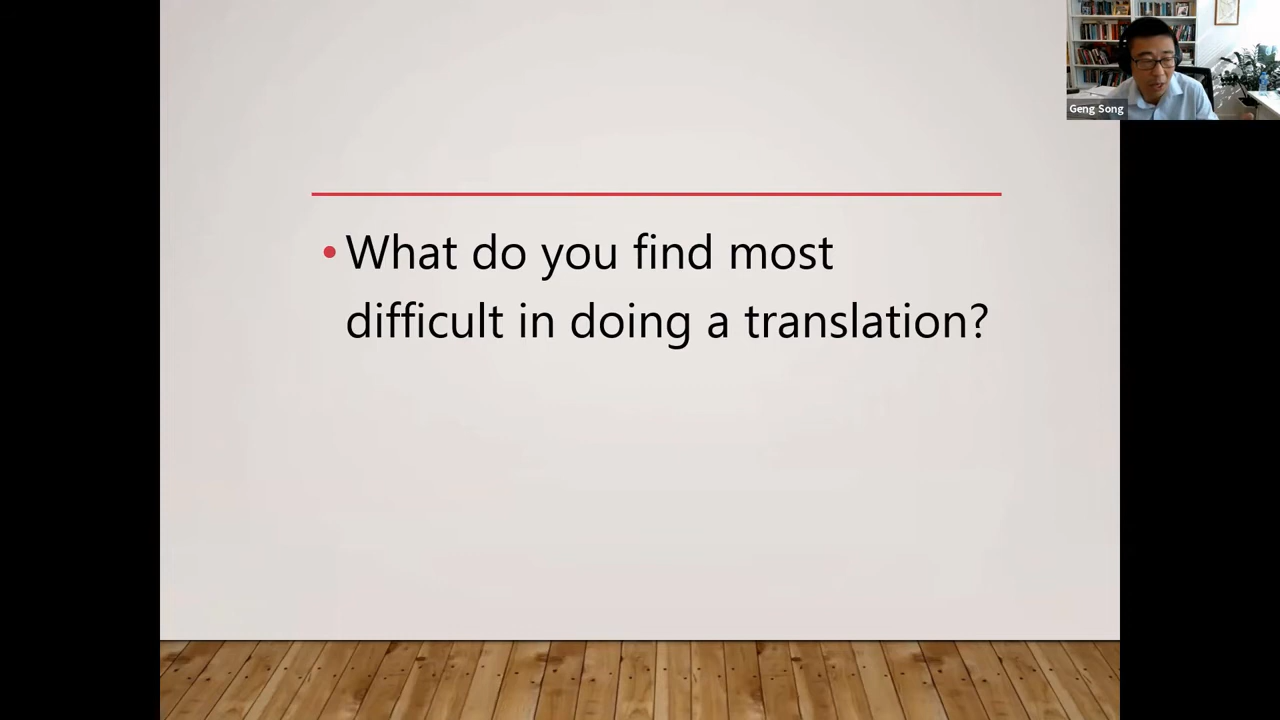 Geng Song
• What do you find most
difficult in doing a translation?